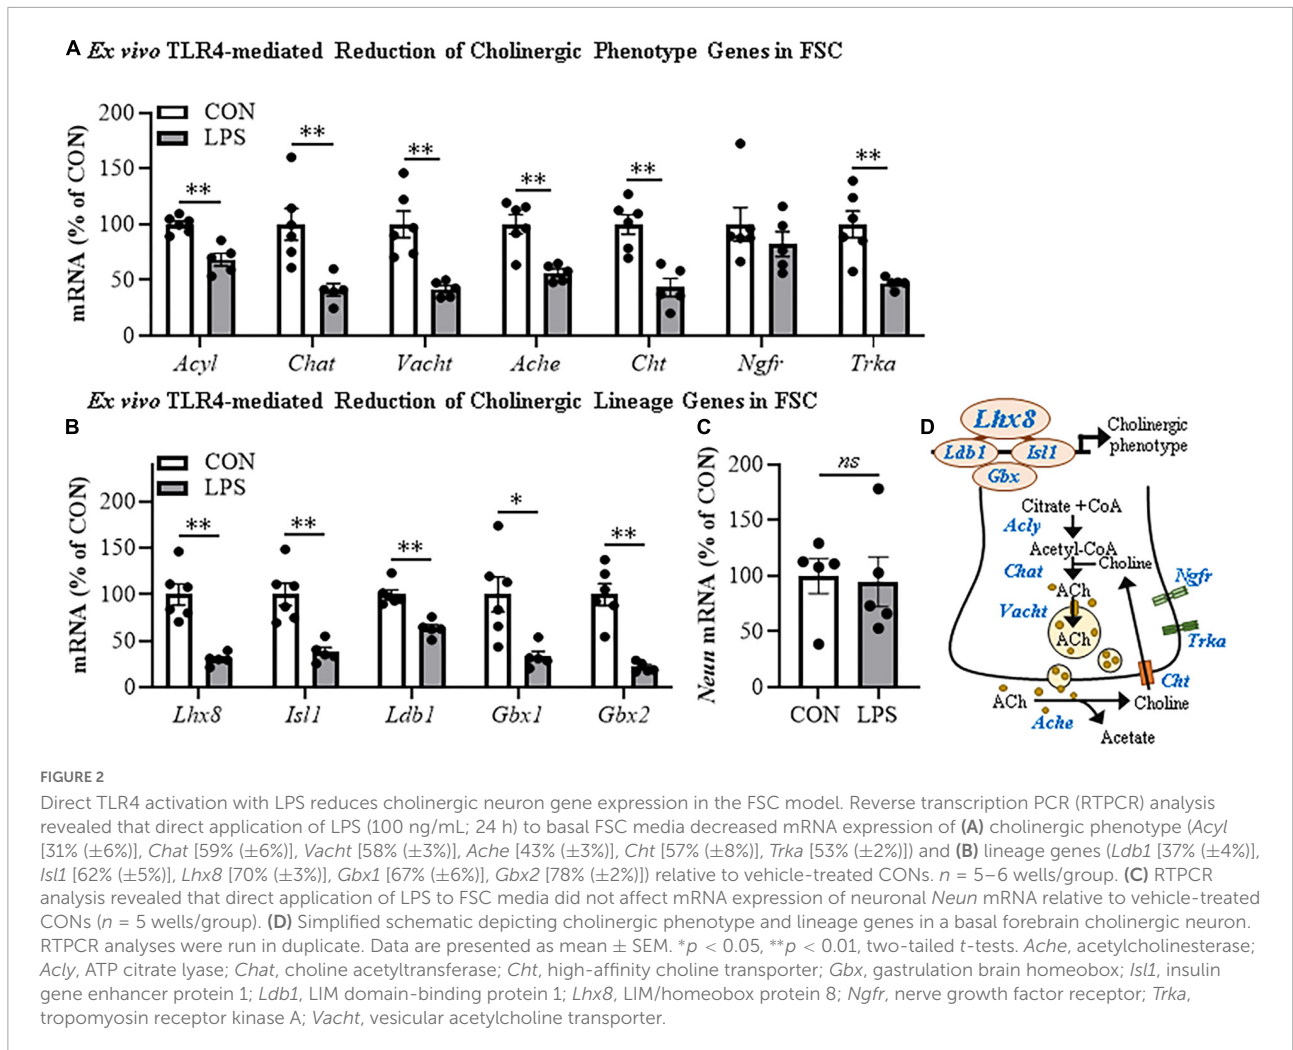 A Ex vivo TLR4-mediated Reduction of Cholinergic Phenotype Genes in FSC
mRNA (% of CON)
200
150
100
50
0
CON
LPS
**
**
**
**
**
**
Acyl Chat Vacht Ache Cht Ngfr Trka
Ex vivo TLR4-mediated Reduction of Cholinergic Lineage Genes in FSC
B
mRNA (% of CON)
200
150
100
50
0
CON
LPS
**
**
**
*
**
Lhx8 Isl1 Ldb1 Gbx1 Gbx2
C
Neun mRNA (% of CON)
200
150
100
50
0
ns
CON LPS
D
Lhx8
Ldb1 Isl1
Gbx
Cholinergic
phenotype
Citrate +CoA
Acly
Acetyl-CoA
Choline
Chat
ACh
Vacht
ACh
Ngfr
Trka
Cht
ACh
Choline
Ache
Acetate
FIGURE 2
Direct TLR4 activation with LPS reduces cholinergic neuron gene expression in the FSC model. Reverse transcription PCR (RTPCR) analysis
revealed that direct application of LPS (100 ng/mL; 24 h) to basal FSC media decreased mRNA expression of (A) cholinergic phenotype (Acyl
[31% (±6%)], Chat [59% (±6%)], Vacht [58% (±3%)], Ache [43% (±3%)], Cht [57% (±8%)], Trka [53% (±2%)]) and (B) lineage genes (Ldb1 [37% (±4%)],
Isl1 [62% (±5%)], Lhx8 [70% (±3%)], Gbx1 [67% (±6%)], Gbx2 [78% (±2%)]) relative to vehicle-treated CONs. n = 5–6 wells/group. (C) RTPCR
analysis revealed that direct application of LPS to FSC media did not affect mRNA expression of neuronal Neun mRNA relative to vehicle-treated
CONs (n = 5 wells/group). (D) Simplified schematic depicting cholinergic phenotype and lineage genes in a basal forebrain cholinergic neuron.
RTPCR analyses were run in duplicate. Data are presented as mean ± SEM. *p < 0.05, **p < 0.01, two-tailed t-tests. Ache, acetylcholinesterase;
Acly, ATP citrate lyase; Chat, choline acetyltransferase; Cht, high-affinity choline transporter; Gbx, gastrulation brain homeobox; Isl1, insulin
gene enhancer protein 1; Ldb1, LIM domain-binding protein 1; Lhx8, LIM/homeobox protein 8; Ngfr, nerve growth factor receptor; Trka,
tropomyosin receptor kinase A; Vacht, vesicular acetylcholine transporter.